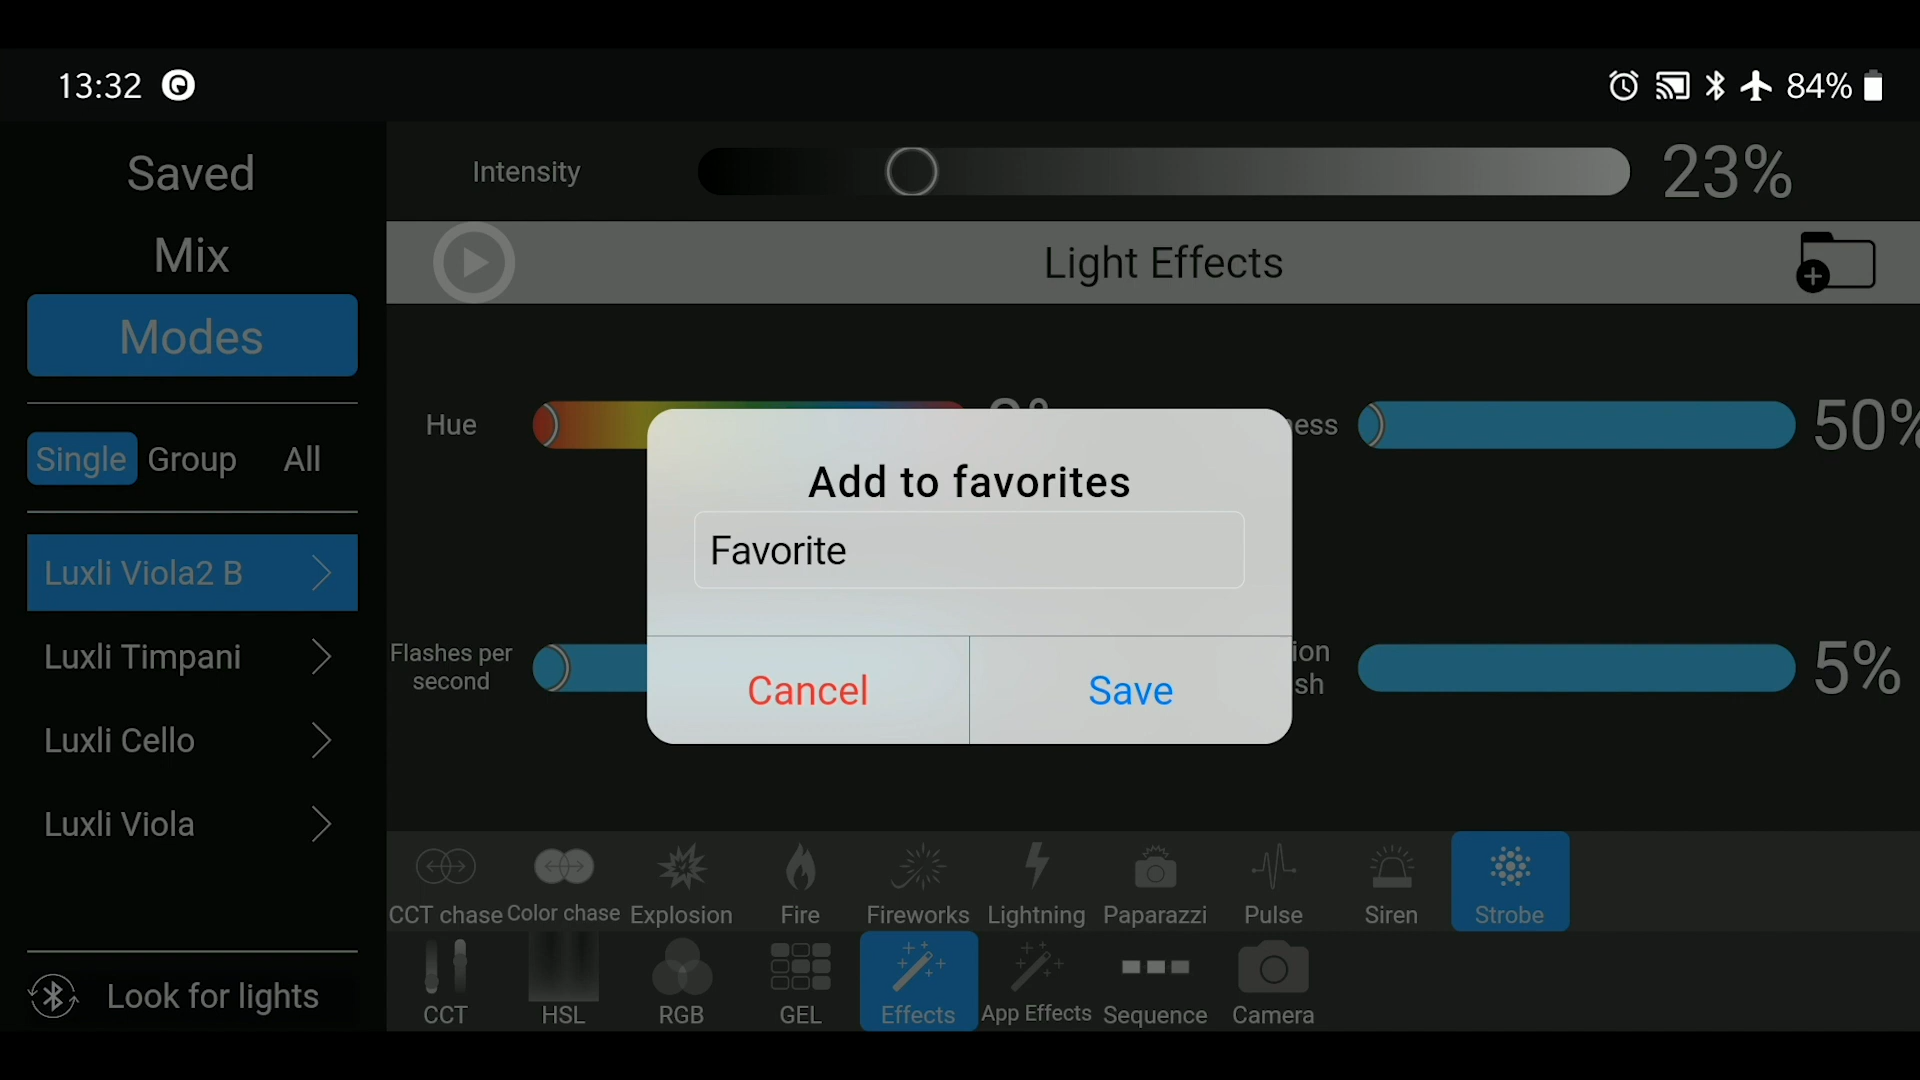 13:32
84%
Saved
Mix
Modes
Single Group All
Luxli Viola2 B
Luxli Timpani
Luxli Cello
Luxli Viola
Look for lights
Intensity
23%
Light Effects
Hue
ess
50%
Flashes per
second
ion
sh
5%
Add to favorites
Favorite
Cancel
Save
CCT chase Color chase Explosion Fire Fireworks Lightning Paparazzi Pulse Siren Strobe
CCT HSL RGB GEL Effects App Effects Sequence Camera